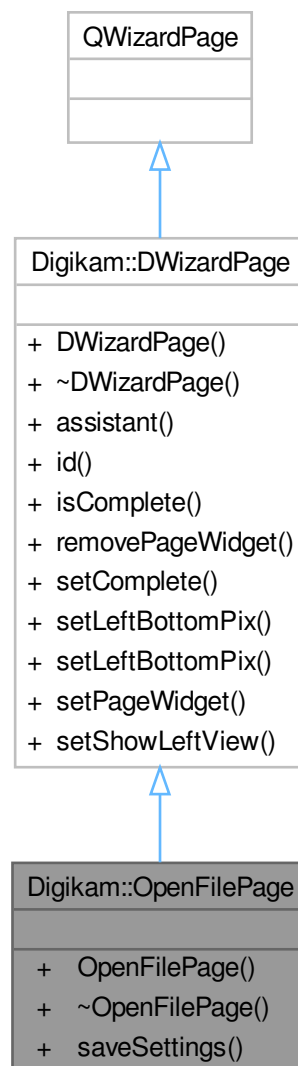 QWizardPage
Digikam::DWizardPage
+ DWizardPage()
+ ~DWizardPage()
+ assistant()
+ id()
+ isComplete()
+ removePageWidget()
+ setComplete()
+ setLeftBottomPix()
+ setLeftBottomPix()
+ setPageWidget()
+ setShowLeftView()
Digikam::OpenFilePage
+ OpenFilePage()
+ ~OpenFilePage()
+ saveSettings()